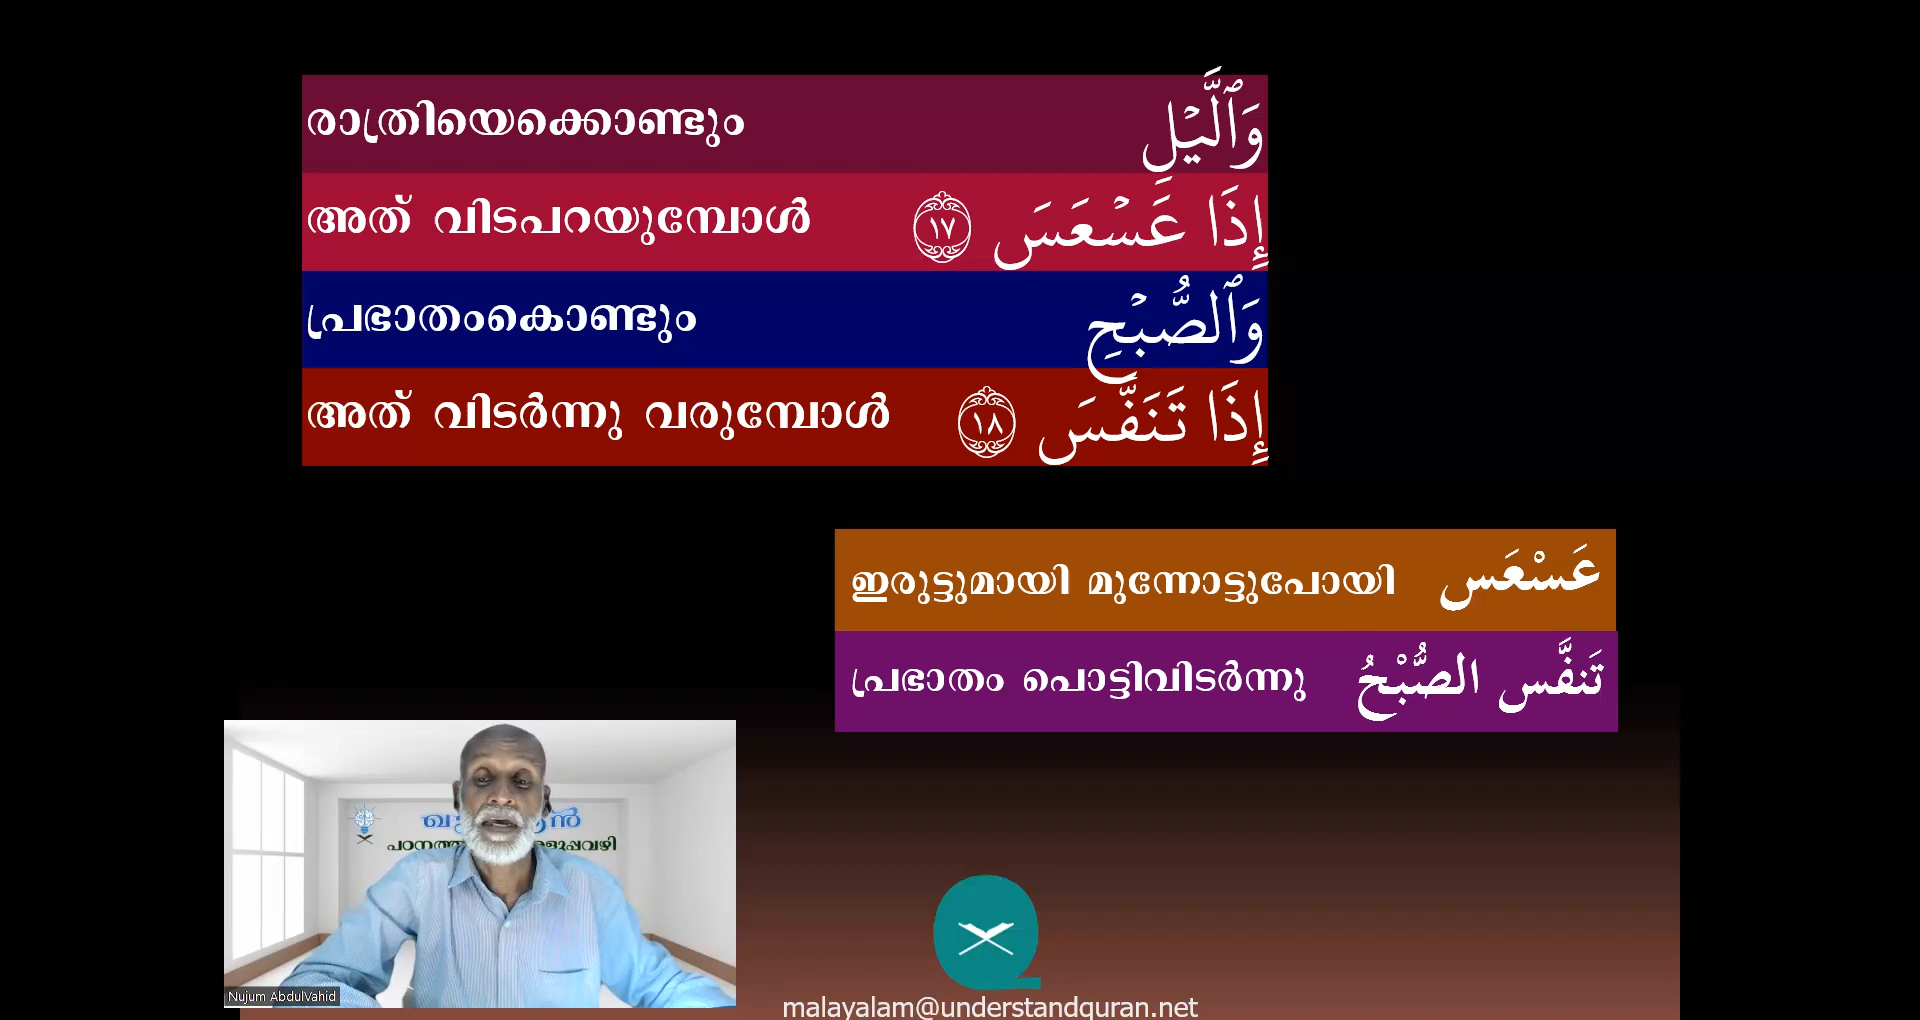 രാത്രിയെക്കൊണ്ടും وَٱلَّيۡلِ
അത് വിടപറയുമ്പോൾ إِذَا عَسۡعَسَ ١٧
പ്രഭാതംകൊണ്ടും وَٱلصُّبۡحِ
അത് വിടർന്നു വരുമ്പോൾ إِذَا تَنَفَّسَ ١٨
ഇരുട്ടുമായി മുന്നോട്ടുപോയി عَسْعَس
പ്രഭാതം പൊട്ടിവിടർന്നു تَنفَّس الصُّبْحُ
Nujum AbdulVahid
malayalam@understandquran.net